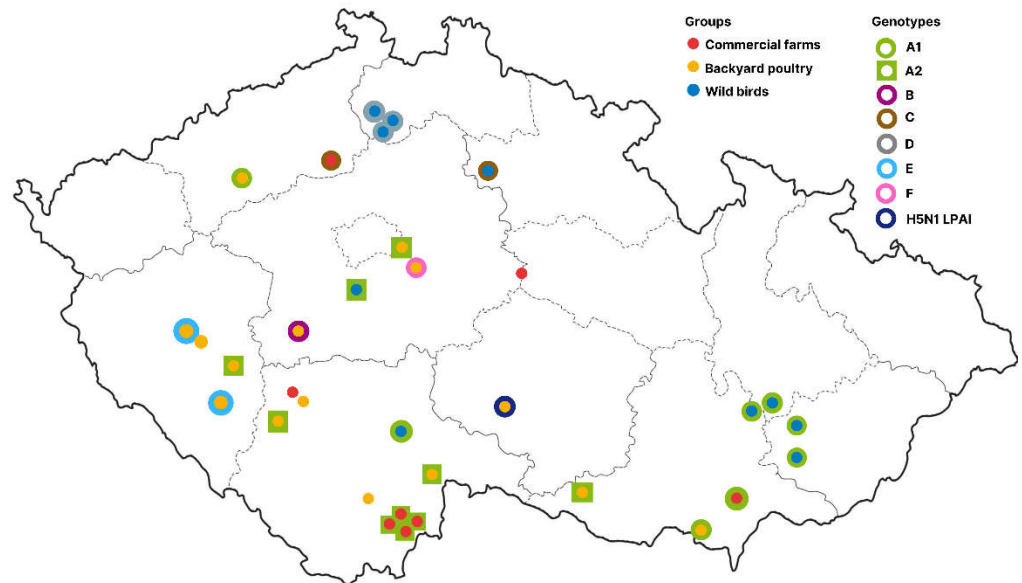 Groups
Commercial farms
Backyard poultry
Wild birds
Genotypes
A1
A2
B
C
D
E
F
H5N1 LPAI